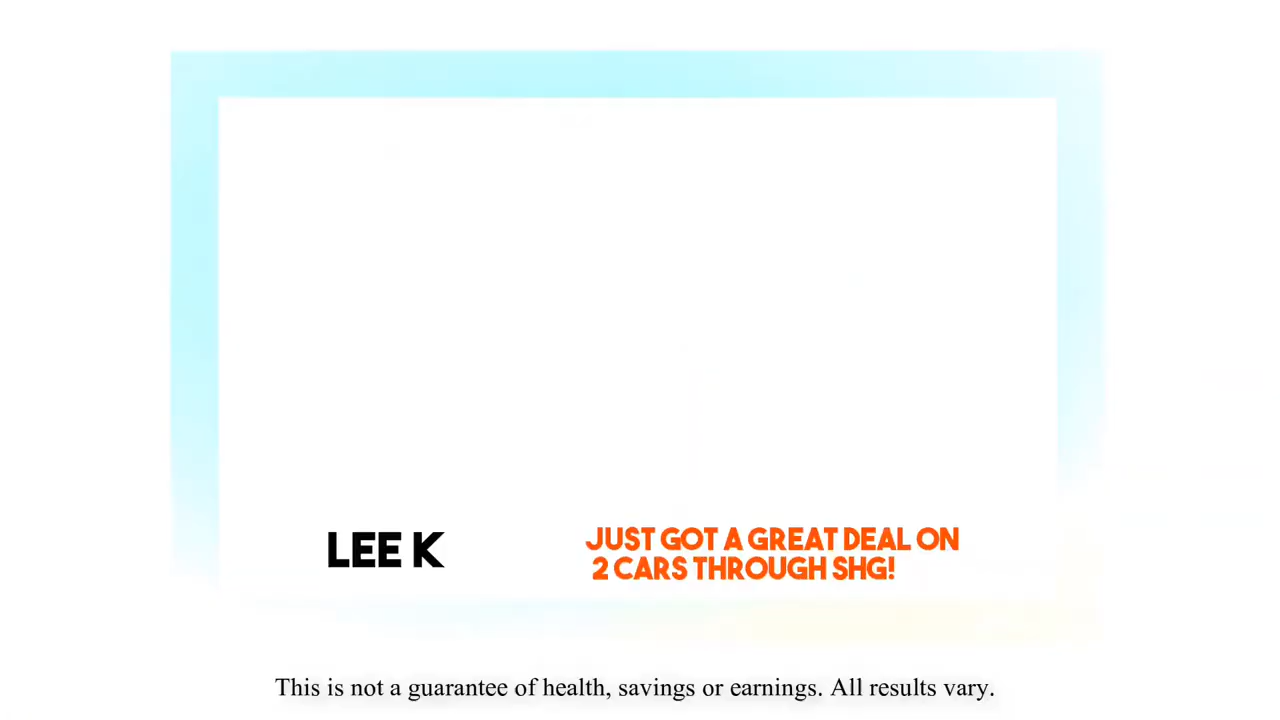 LEE K
JUST GOT A GREAT DEAL ON
2 CARS THROUGH SHG!
This is not a guarantee of health, savings or earnings. All results vary.